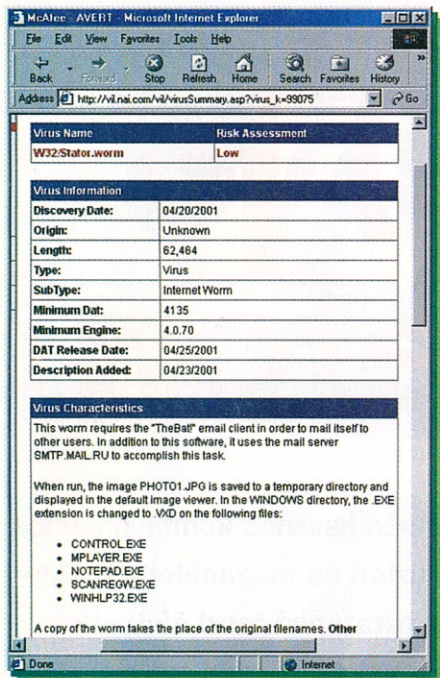 McAfee - AVERT - Microsoft Internet Explorer
File Edit View Favorites Tools Help
Back Forward Stop Refresh Home Search Favorites History »
Address http://vil.nai.com/vil/virusSummary.asp?virus_k=99075 Go
Virus Name Risk Assessment
W32/Stator.worm Low
Virus Information
Discovery Date: 04/20/2001
Origin: Unknown
Length: 62,464
Type: Virus
SubType: Internet Worm
Minimum Dat: 4135
Minimum Engine: 4.0.70
DAT Release Date: 04/25/2001
Description Added: 04/23/2001
Virus Characteristics
This worm requires the "TheBat!" email client in order to mail itself to
other users. In addition to this software, it uses the mail server
SMTP.MAIL.RU to accomplish this task.
When run, the image PHOTO1.JPG is saved to a temporary directory and
displayed in the default image viewer. In the WINDOWS directory, the .EXE
extension is changed to .VXD on the following files:
• CONTROL.EXE
• MPLAYER.EXE
• NOTEPAD.EXE
• SCANREGW.EXE
• WINHLP32.EXE
A copy of the worm takes the place of the original filenames. Other
Done Internet